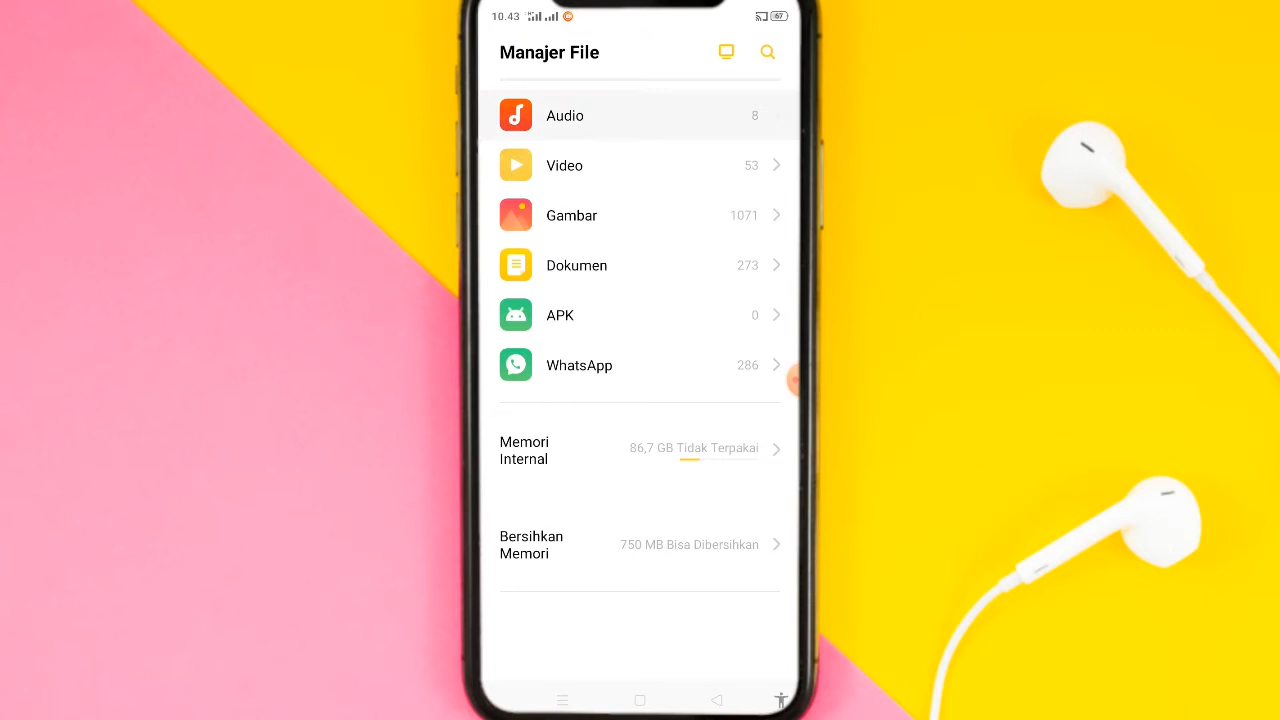 10.43
67
Manajer File
Audio 8
Video 53
Gambar 1071
Dokumen 273
APK 0
WhatsApp 286
Memori
Internal
86,7 GB Tidak Terpakai
Bersihkan
Memori
750 MB Bisa Dibersihkan